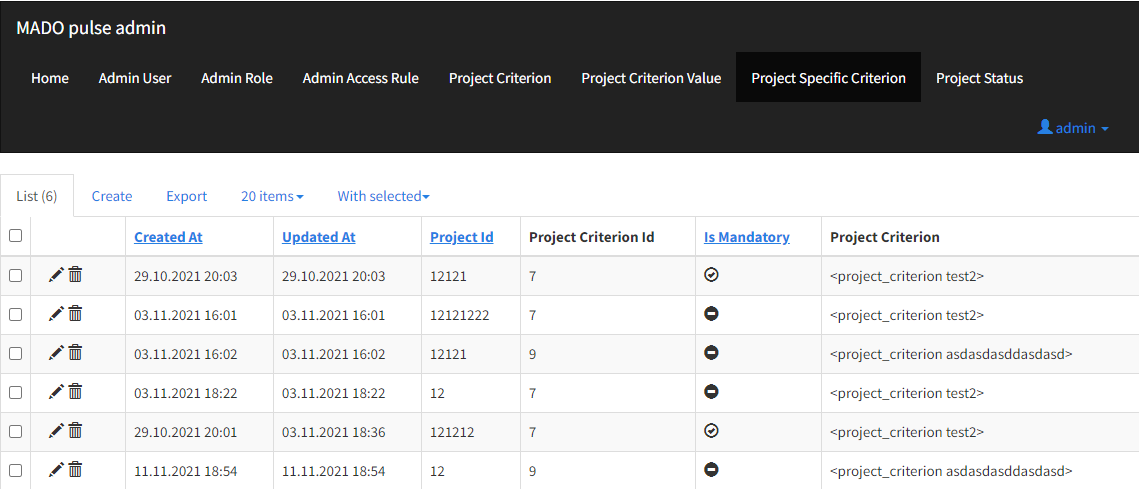 MADO pulse admin
Home Admin User Admin Role Admin Access Rule Project Criterion Project Criterion Value Project Specific Criterion Project Status
admin
List (6) Create Export 20 items With selected
Created At Updated At Project Id Project Criterion Id Is Mandatory Project Criterion
29.10.2021 20:03 29.10.2021 20:03 12121 7 <project_criterion test2>
03.11.2021 16:01 03.11.2021 16:01 12121222 7 <project_criterion test2>
03.11.2021 16:02 03.11.2021 16:02 12121 9 <project_criterion asdasdasddasdasd>
03.11.2021 18:22 03.11.2021 18:22 12 7 <project_criterion test2>
29.10.2021 20:01 03.11.2021 18:36 121212 7 <project_criterion test2>
11.11.2021 18:54 11.11.2021 18:54 12 9 <project_criterion asdasdasddasdasd>